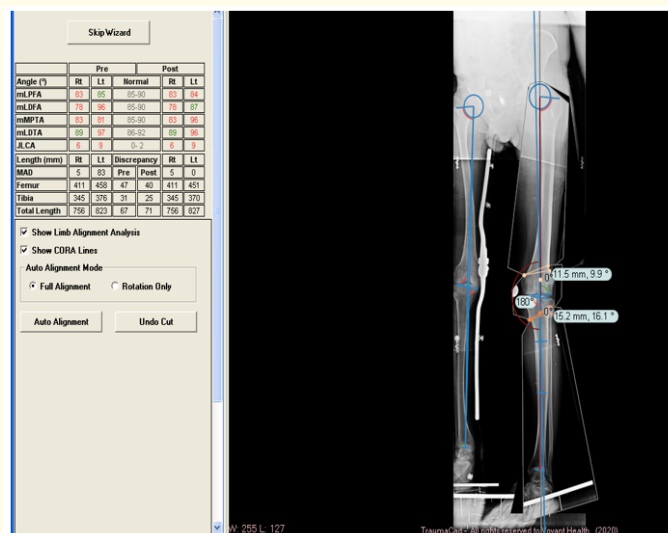 Skip Wizard
Pre Post
Angle (°) Rt Lt Normal Rt Lt
mLPFA 83 85 85-90 83 84
mLDFA 78 96 85-90 78 87
mMPTA 83 81 85-90 83 96
mLDTA 89 97 86-92 89 96
JLCA 6 9 0- 2 6 9
Length (mm) Rt Lt Discrepancy Rt Lt
MAD 5 83 Pre Post 5 0
Femur 411 458 47 40 411 451
Tibia 345 376 31 25 345 370
Total Length 756 823 67 71 756 827
Show Limb Alignment Analysis
Show CORA Lines
Auto Alignment Mode
Full Alignment Rotation Only
Auto Alignment Undo Cut
0° 11.5 mm, 9.9 °
180°
0° 15.2 mm, 16.1 °
W: 255 L: 127
TraumaCad - All rights reserved to Novant Health (2020)